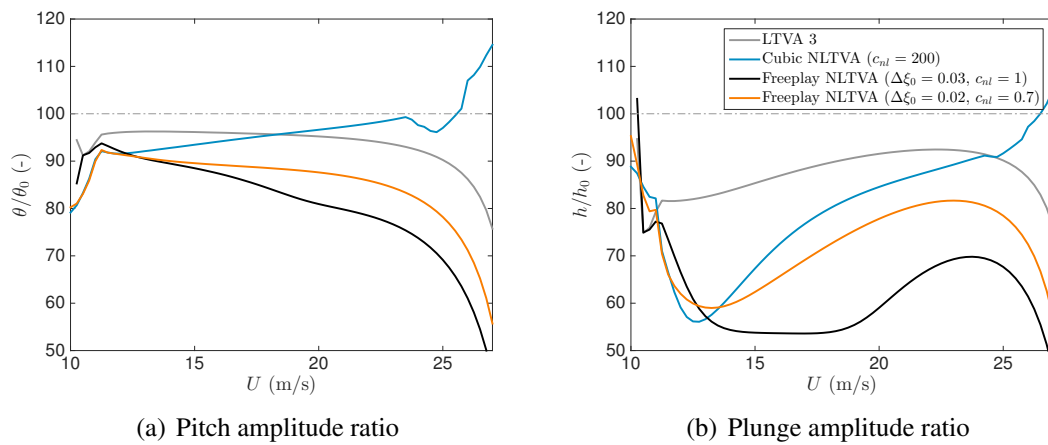 120
110
100
90
80
70
60
50
10
15
20
25
θ/θ₀ (-)
U (m/s)
(a) Pitch amplitude ratio
120
110
100
90
80
70
60
50
10
15
20
25
h/h₀ (-)
U (m/s)
LTVA 3
Cubic NLTVA (cₙₗ = 200)
Freeplay NLTVA (Δξ₀ = 0.03, cₙₗ = 1)
Freeplay NLTVA (Δξ₀ = 0.02, cₙₗ = 0.7)
(b) Plunge amplitude ratio